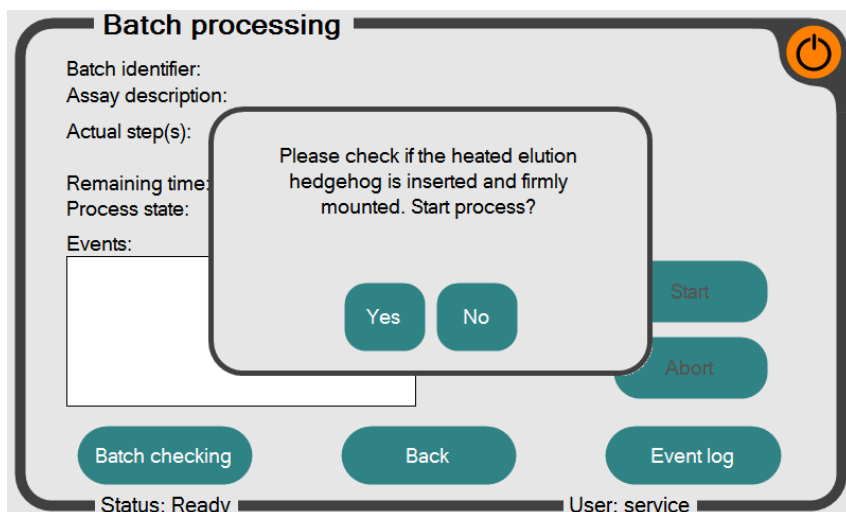 Batch processing
Batch identifier:
Assay description:
Actual step(s):
Remaining time:
Process state:
Events:
Please check if the heated elution
hedgehog is inserted and firmly
mounted. Start process?
Yes No
Start
Abort
Batch checking Back Event log
Status: Ready User: service